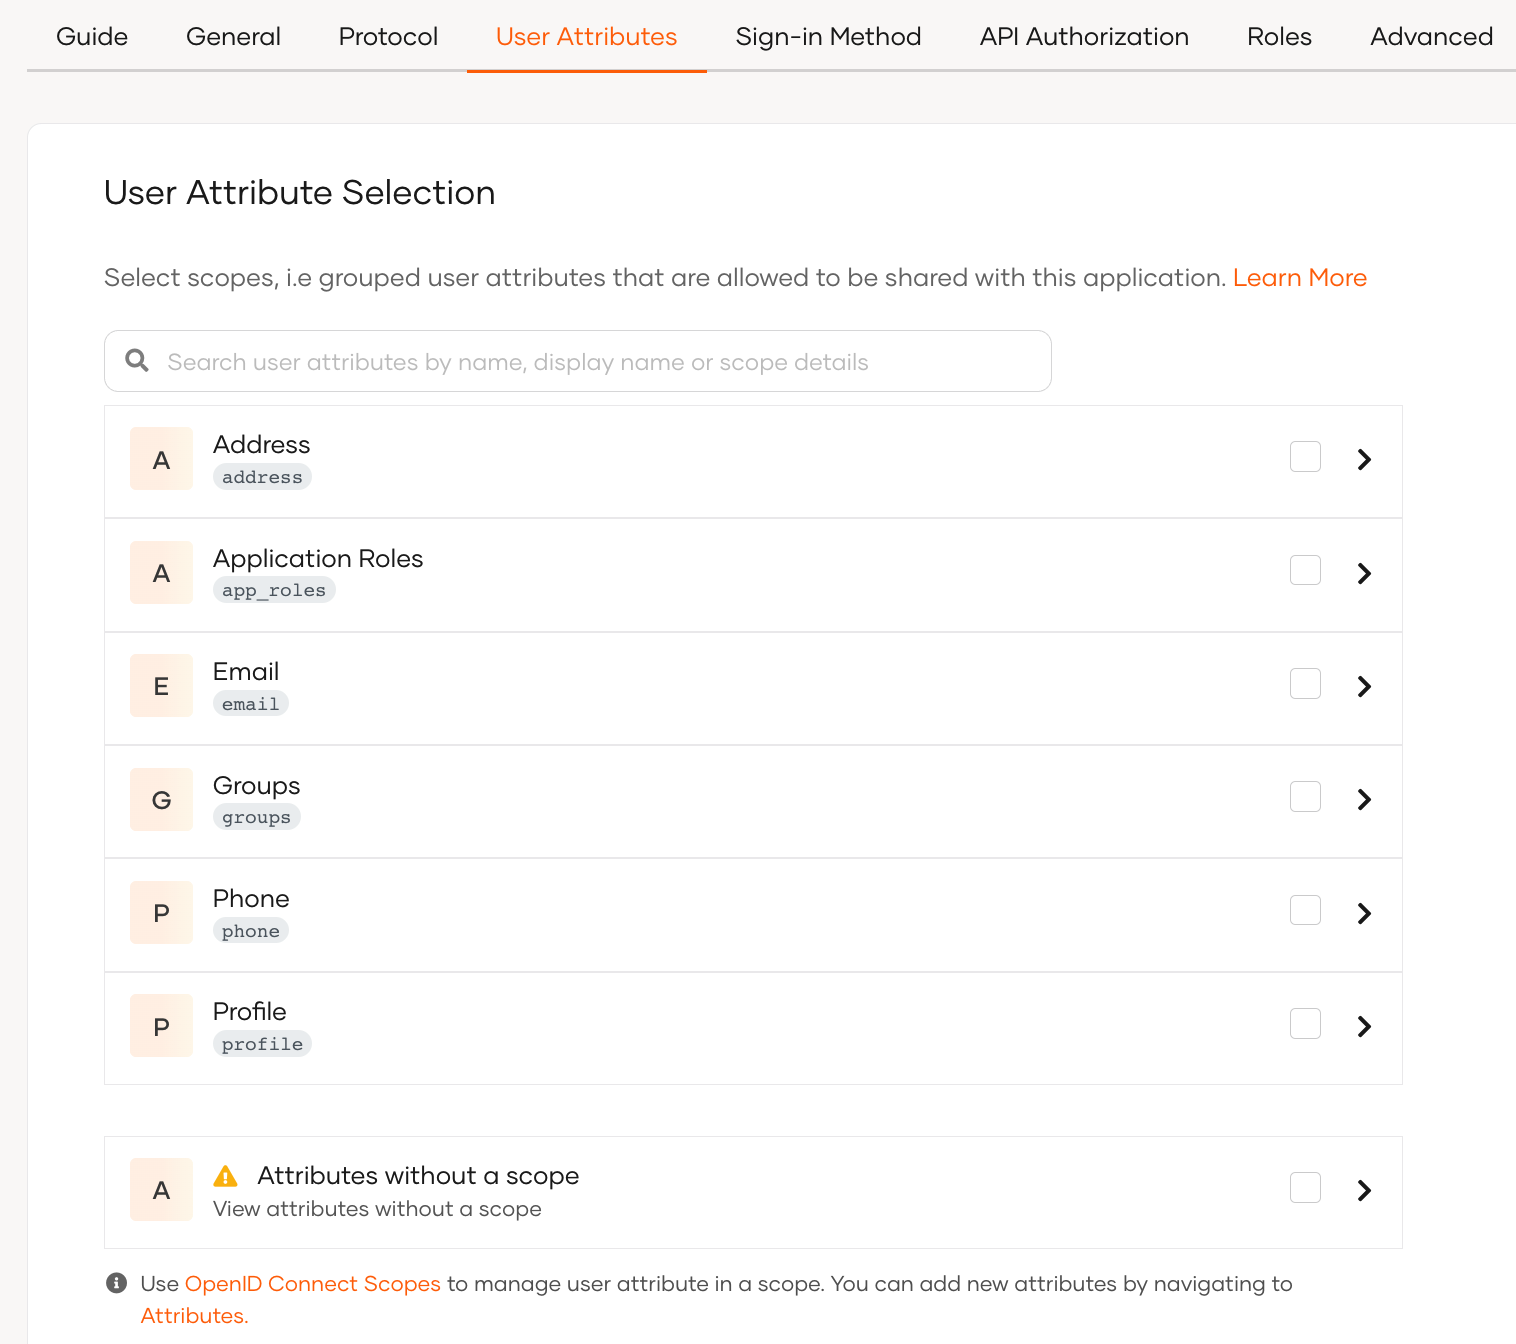 Guide General Protocol User Attributes Sign-in Method API Authorization Roles Advanced
User Attribute Selection
Select scopes, i.e grouped user attributes that are allowed to be shared with this application. Learn More
Search user attributes by name, display name or scope details
A Address
address
A Application Roles
app_roles
E Email
email
G Groups
groups
P Phone
phone
P Profile
profile
A Attributes without a scope
View attributes without a scope
Use OpenID Connect Scopes to manage user attribute in a scope. You can add new attributes by navigating to
Attributes.